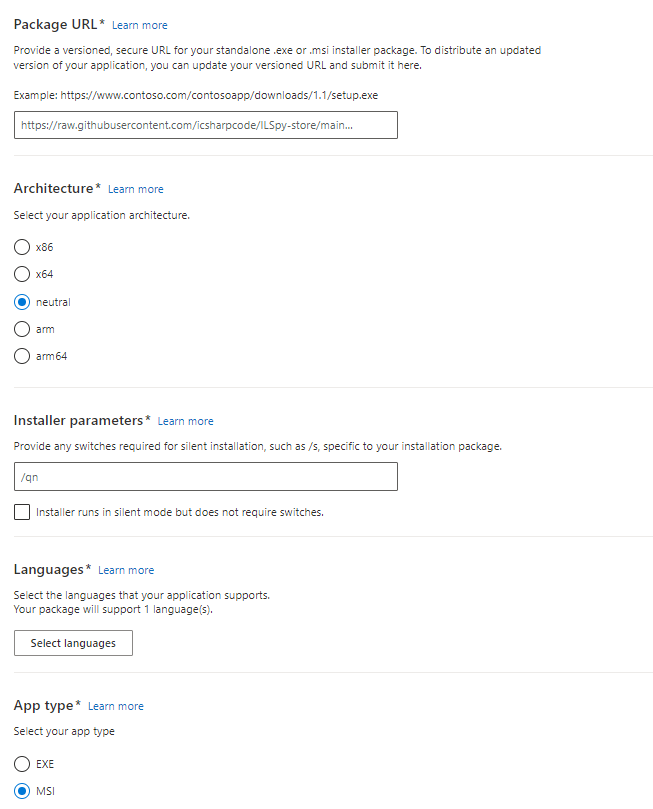 Package URL* Learn more
Provide a versioned, secure URL for your standalone .exe or .msi installer package. To distribute an updated
version of your application, you can update your versioned URL and submit it here.
Example: https://www.contoso.com/contosoapp/downloads/1.1/setup.exe
https://raw.githubusercontent.com/icsharpcode/ILSpy-store/main...
Architecture* Learn more
Select your application architecture.
x86
x64
neutral
arm
arm64
Installer parameters* Learn more
Provide any switches required for silent installation, such as /s, specific to your installation package.
/qn
Installer runs in silent mode but does not require switches.
Languages* Learn more
Select the languages that your application supports.
Your package will support 1 language(s).
Select languages
App type* Learn more
Select your app type
EXE
MSI